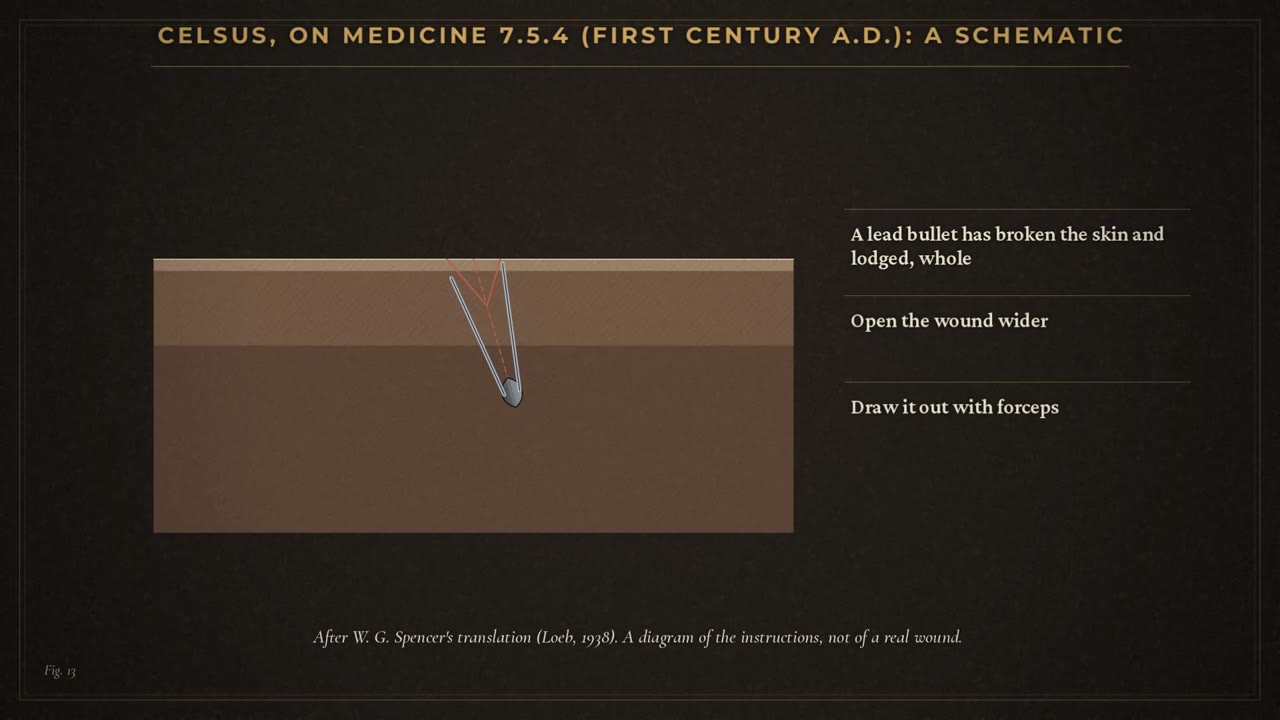 CELSUS, ON MEDICINE 7.5.4 (FIRST CENTURY A.D.): A SCHEMATIC
A lead bullet has broken the skin and
lodged, whole
Open the wound wider
Draw it out with forceps
After W. G. Spencer's translation (Loeb, 1938). A diagram of the instructions, not of a real wound.
Fig. 13